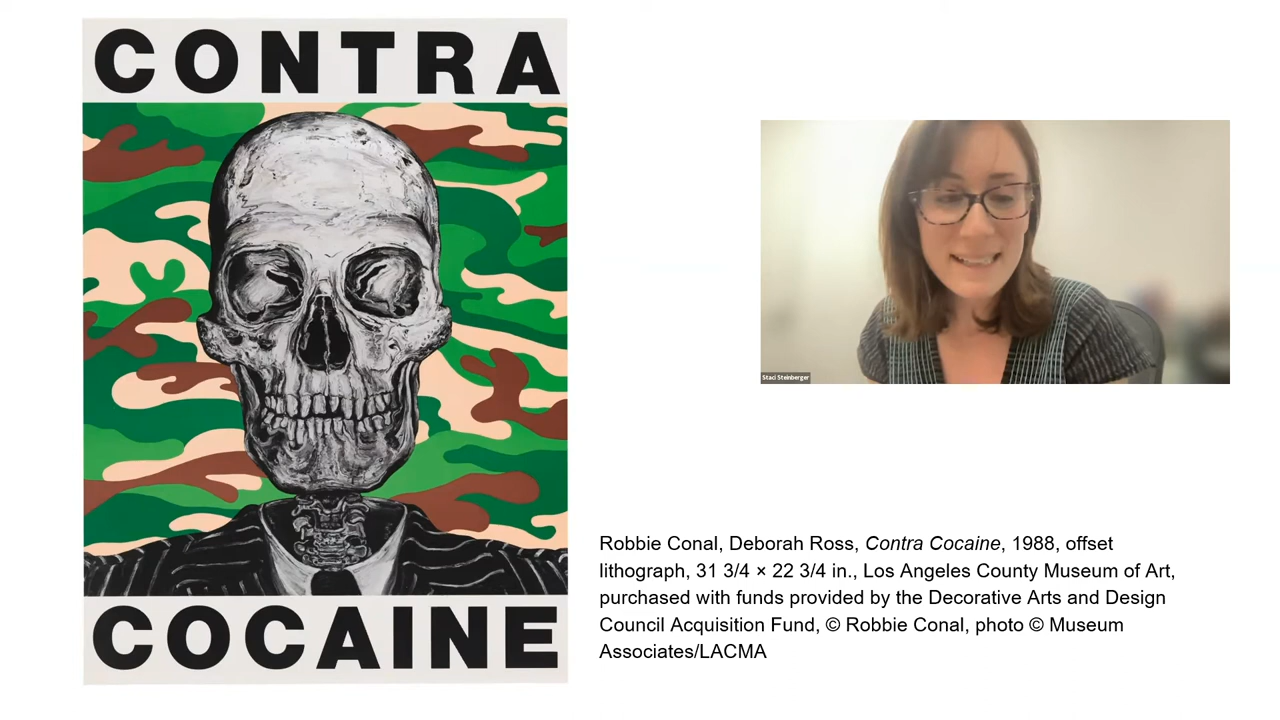 CONTRA
COCAINE
Staci Steinberger
Robbie Conal, Deborah Ross, Contra Cocaine, 1988, offset
lithograph, 31 3/4 × 22 3/4 in., Los Angeles County Museum of Art,
purchased with funds provided by the Decorative Arts and Design
Council Acquisition Fund, © Robbie Conal, photo © Museum
Associates/LACMA